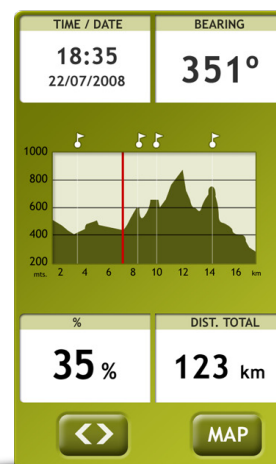 TIME / DATE
BEARING
18:35
22/07/2008
351º
1000
800
600
400
200
mts. 2 4 6 8 10 12 14 16 km
%
DIST. TOTAL
35 %
123 km
< >
MAP